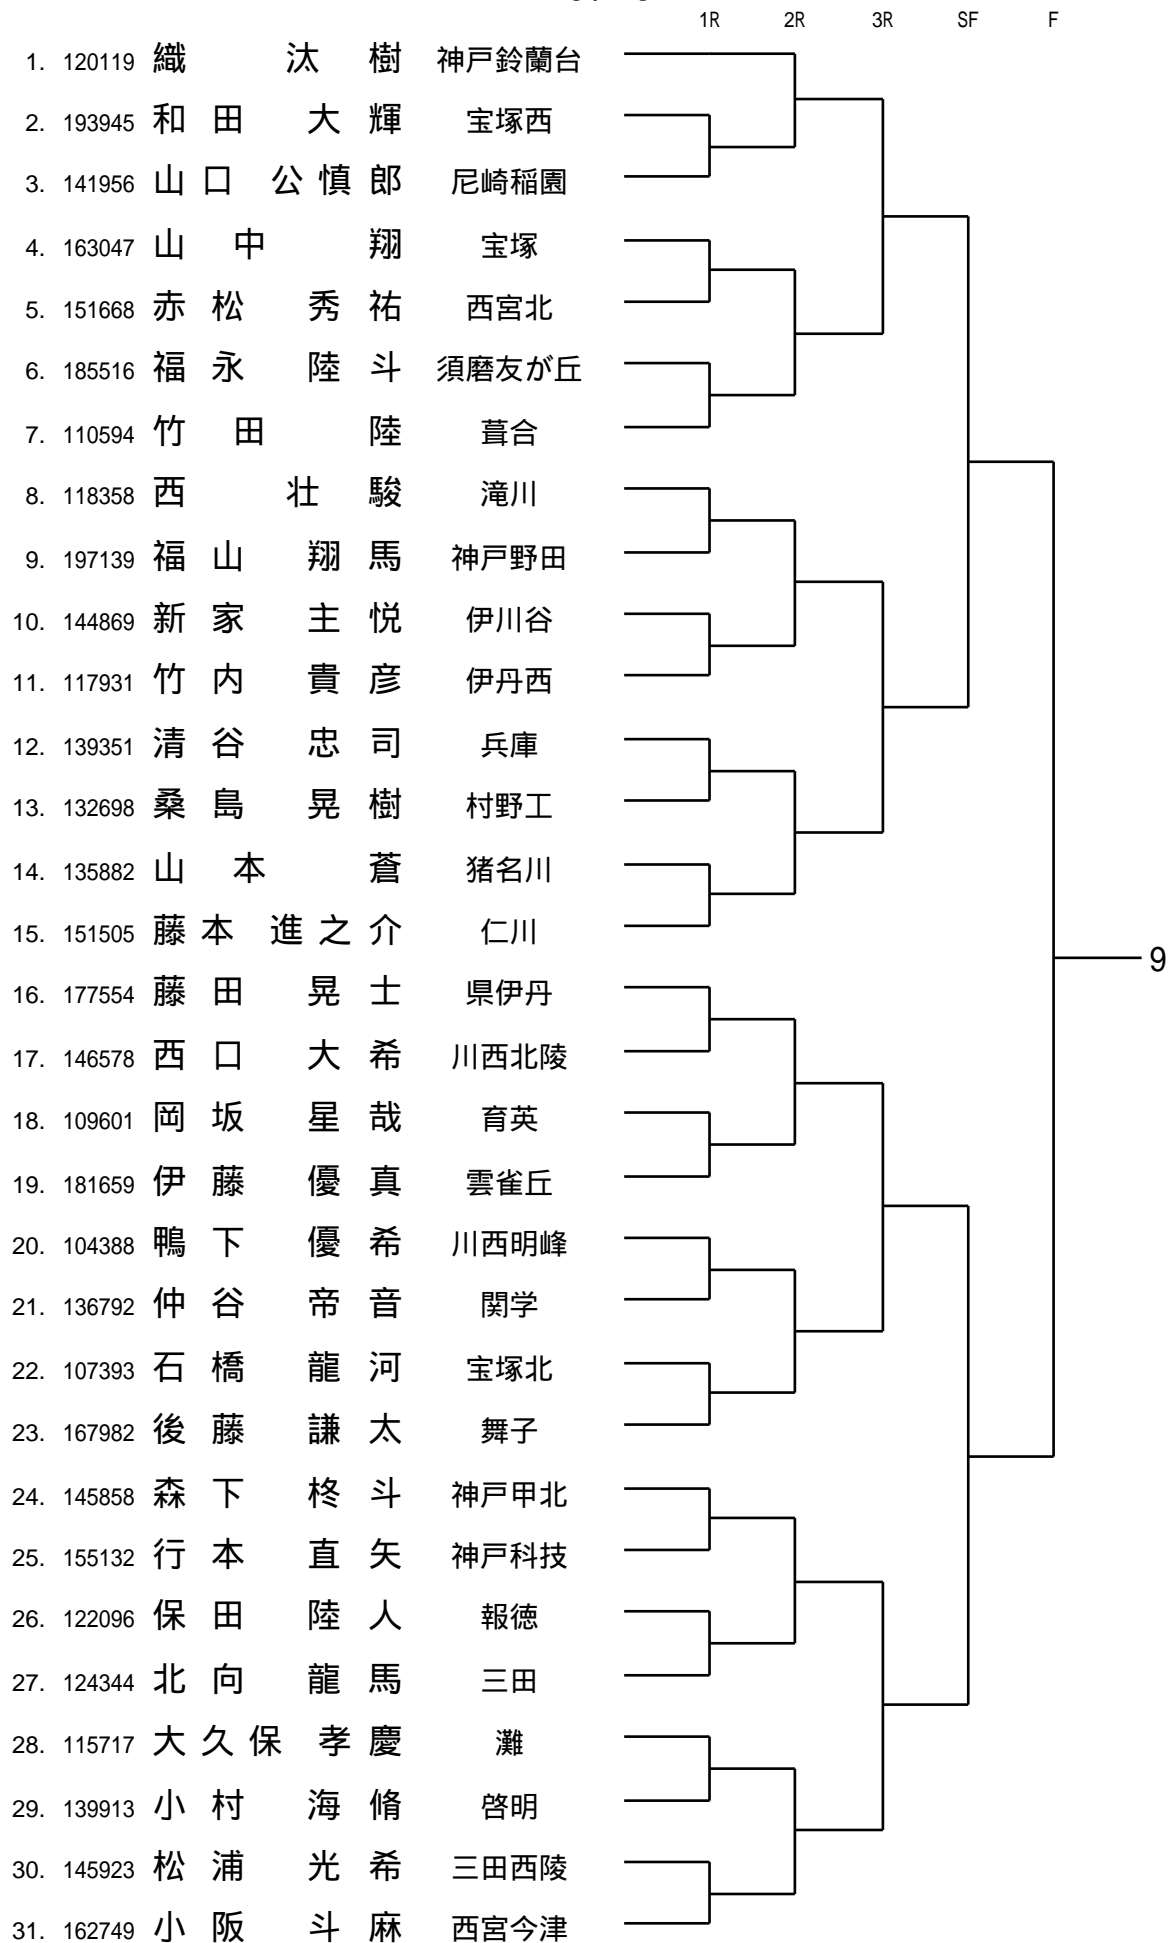 1R 2R 3R SF F
1. 120119 織 汰 樹 神戸鈴蘭台
2. 193945 和 田 大 輝 宝塚西
3. 141956 山 口 公 慎 郎 尼崎稲園
4. 163047 山 中 翔 宝塚
5. 151668 赤 松 秀 祐 西宮北
6. 185516 福 永 陸 斗 須磨友が丘
7. 110594 竹 田 陸 葺合
8. 118358 西 壮 駿 滝川
9. 197139 福 山 翔 馬 神戸野田
10. 144869 新 家 主 悦 伊川谷
11. 117931 竹 内 貴 彦 伊丹西
12. 139351 清 谷 忠 司 兵庫
13. 132698 桑 島 晃 樹 村野工
14. 135882 山 本 蒼 猪名川
15. 151505 藤 本 進 之 介 仁川
9
16. 177554 藤 田 晃 士 県伊丹
17. 146578 西 口 大 希 川西北陵
18. 109601 岡 坂 星 哉 育英
19. 181659 伊 藤 優 真 雲雀丘
20. 104388 鴨 下 優 希 川西明峰
21. 136792 仲 谷 帝 音 関学
22. 107393 石 橋 龍 河 宝塚北
23. 167982 後 藤 謙 太 舞子
24. 145858 森 下 柊 斗 神戸甲北
25. 155132 行 本 直 矢 神戸科技
26. 122096 保 田 陸 人 報徳
27. 124344 北 向 龍 馬 三田
28. 115717 大 久 保 孝 慶 灘
29. 139913 小 村 海 脩 啓明
30. 145923 松 浦 光 希 三田西陵
31. 162749 小 阪 斗 麻 西宮今津